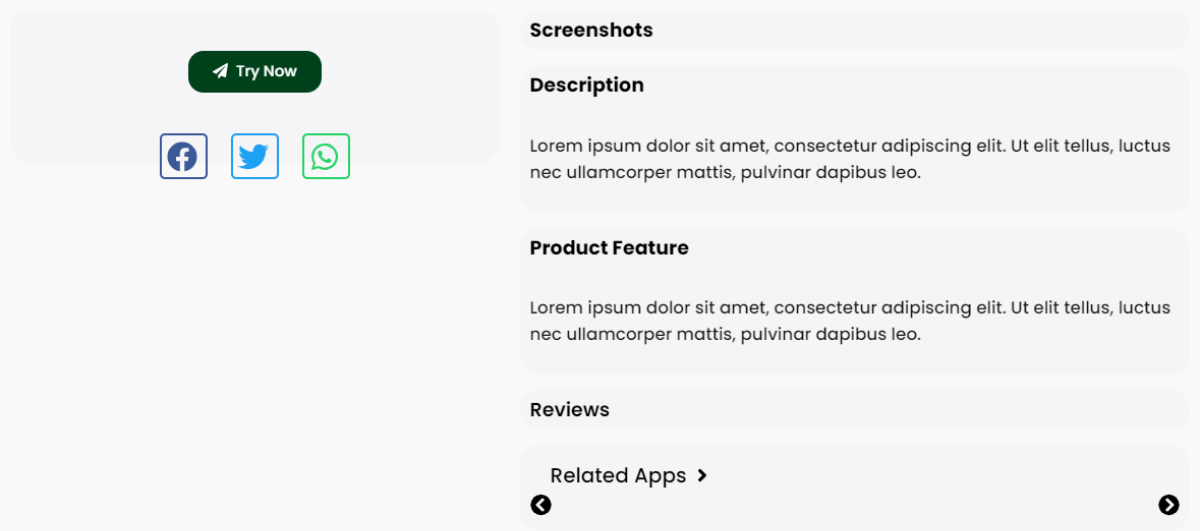 Try Now
Screenshots
Description
Lorem ipsum dolor sit amet, consectetur adipiscing elit. Ut elit tellus, luctus
nec ullamcorper mattis, pulvinar dapibus leo.
Product Feature
Lorem ipsum dolor sit amet, consectetur adipiscing elit. Ut elit tellus, luctus
nec ullamcorper mattis, pulvinar dapibus leo.
Reviews
Related Apps